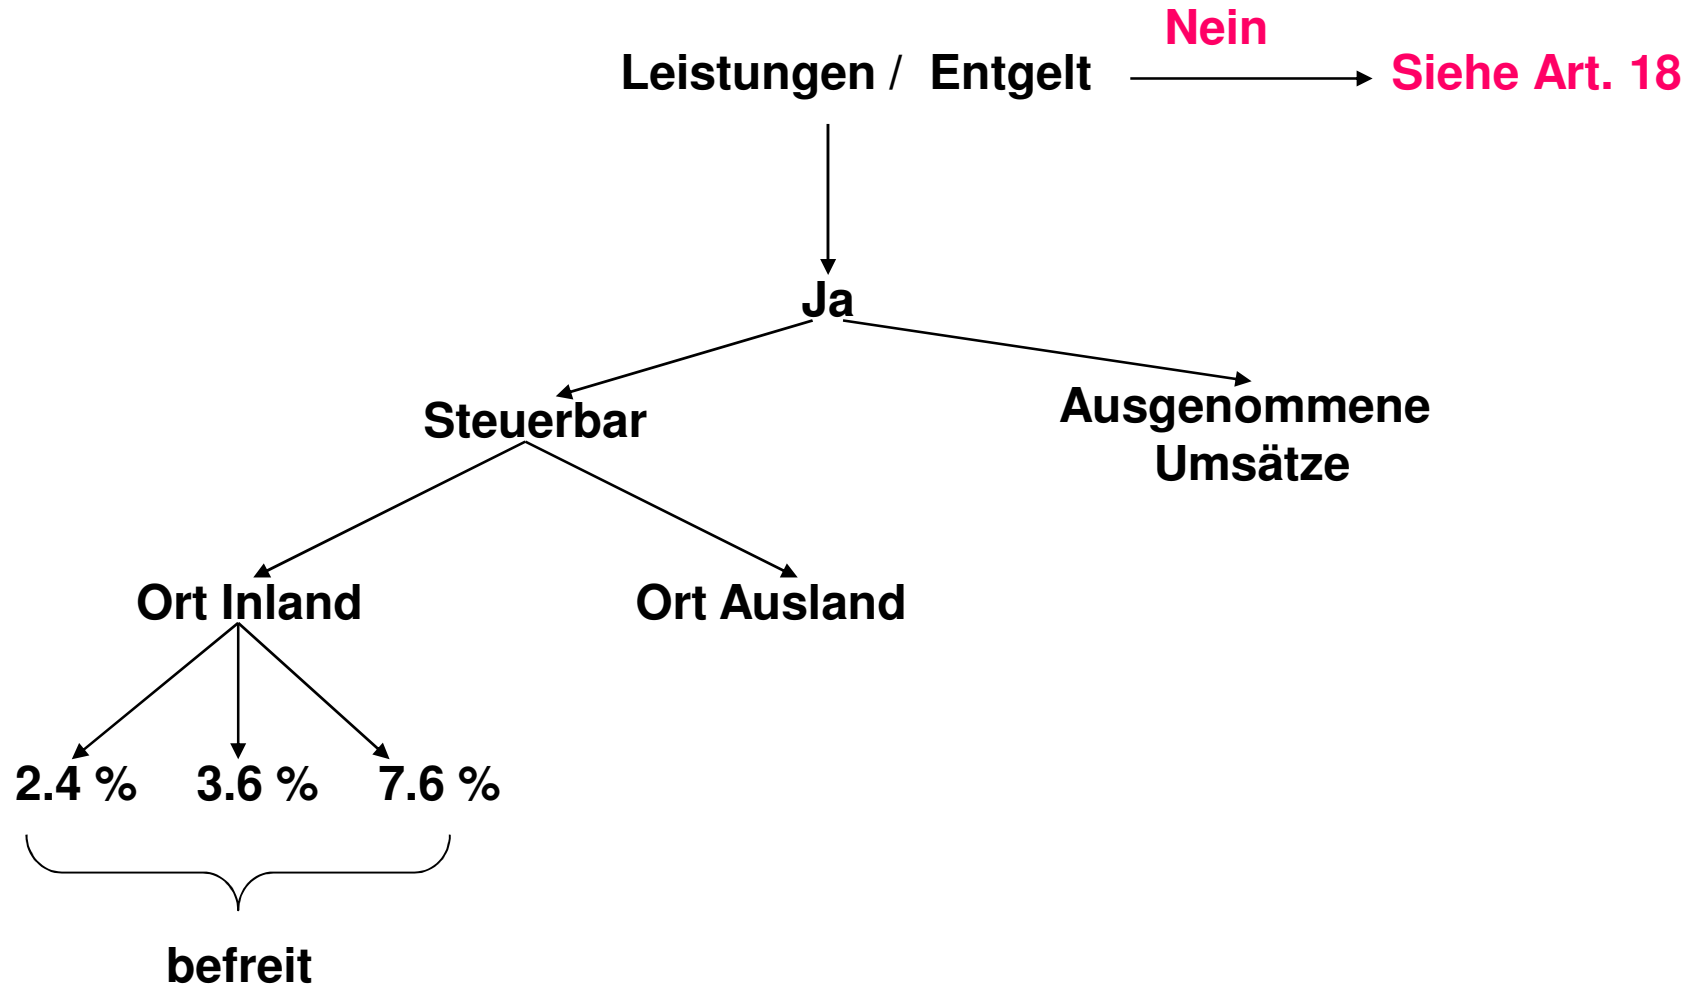 Nein
Leistungen / Entgelt
Siehe Art. 18
Ja
Steuerbar
Ausgenommene
Umsätze
Ort Inland
Ort Ausland
2.4 %
3.6 %
7.6 %
befreit